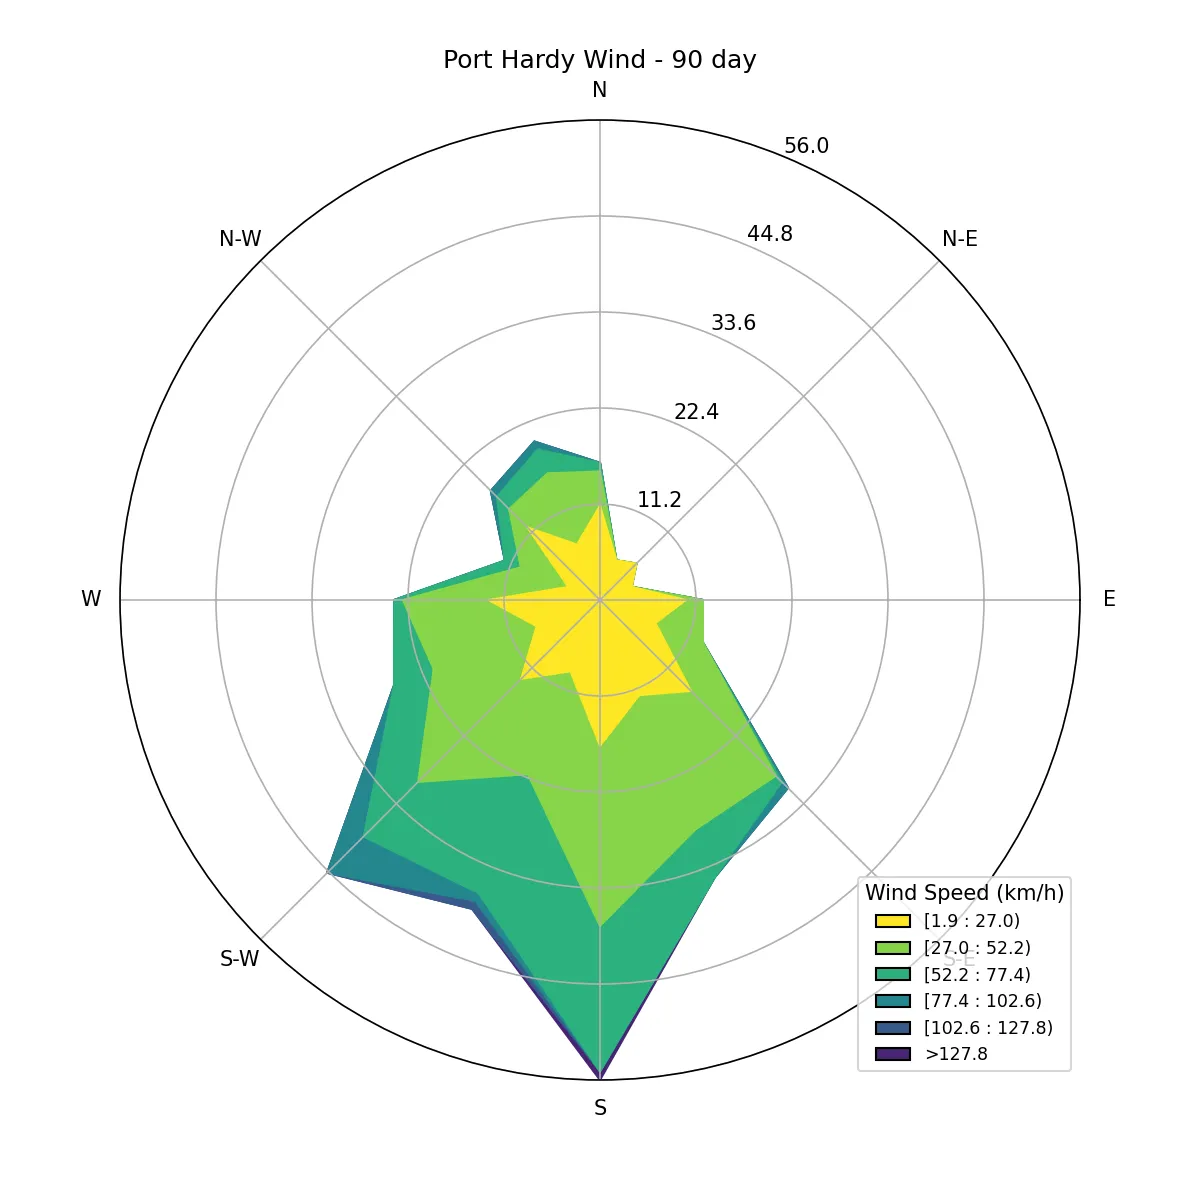 Port Hardy Wind - 90 day
N
56.0
N-W
44.8
N-E
33.6
22.4
11.2
W
E
S-W
S-E
Wind Speed (km/h)
[1.9 : 27.0)
[27.0 : 52.2)
[52.2 : 77.4)
[77.4 : 102.6)
[102.6 : 127.8)
>127.8
S